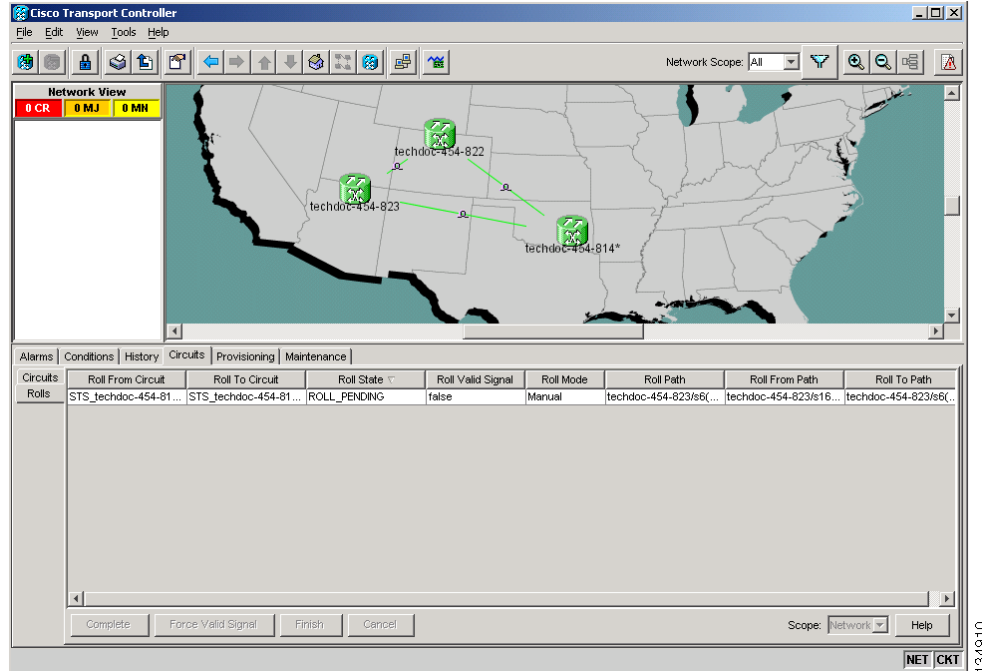 Cisco Transport Controller
File Edit View Tools Help
Network Scope: All
Network View
0 CR 0 MJ 0 MN
techdoc-454-822
techdoc-454-823
techdoc-454-814*
Alarms Conditions History Circuits Provisioning Maintenance
Circuits
Rolls
Roll From Circuit Roll To Circuit Roll State Roll Valid Signal Roll Mode Roll Path Roll From Path Roll To Path
STS_techdoc-454-81... STS_techdoc-454-81... ROLL_PENDING false Manual techdoc-454-823/s6(... techdoc-454-823/s16... techdoc-454-823/s6(..
Complete Force Valid Signal Finish Cancel Scope: Network Help
NET CKT
134910